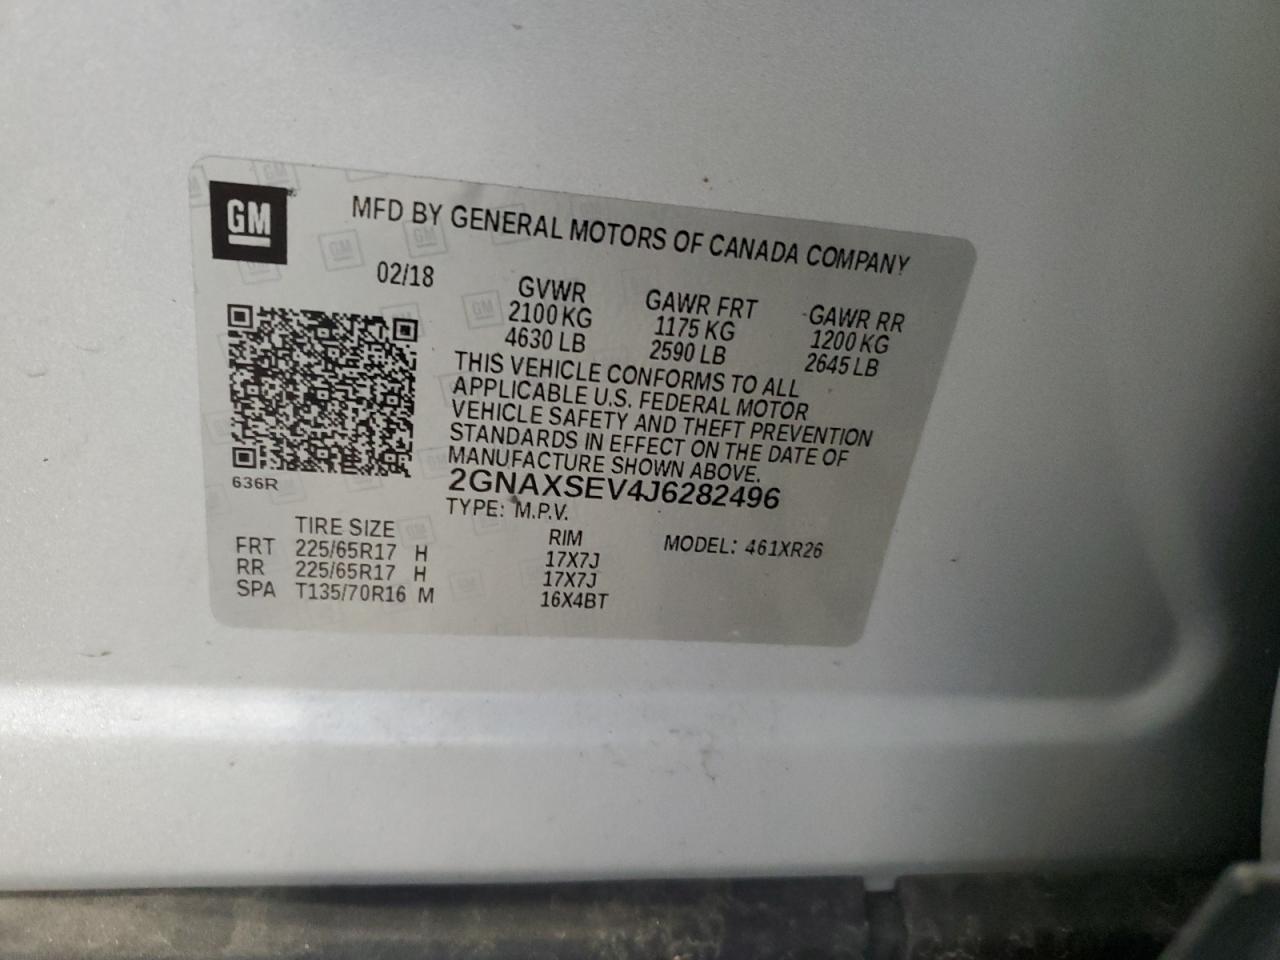 GM
MFD BY GENERAL MOTORS OF CANADA COMPANY
02/18
GVWR GAWR FRT GAWR RR
2100 KG 1175 KG 1200 KG
4630 LB 2590 LB 2645 LB
THIS VEHICLE CONFORMS TO ALL
APPLICABLE U.S. FEDERAL MOTOR
VEHICLE SAFETY AND THEFT PREVENTION
STANDARDS IN EFFECT ON THE DATE OF
MANUFACTURE SHOWN ABOVE.
636R
2GNAXSEV4J6282496
TYPE: M.P.V.
TIRE SIZE RIM MODEL: 461XR26
FRT 225/65R17 H 17X7J
RR 225/65R17 H 17X7J
SPA T135/70R16 M 16X4BT